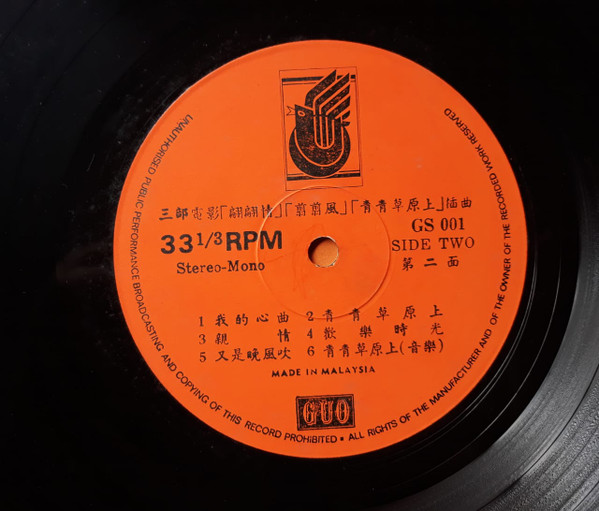 三部電影「翩翩情」「翦翦風」「青青草原上」插曲
33 1/3 RPM
GS 001
Stereo-Mono
SIDE TWO
第二面
1 我的心曲 2 青青草原上
3 親情 4 歡樂時光
5 又是晚風吹 6 青青草原上(音樂)
MADE IN MALAYSIA
GUO
UNAUTHORISED PUBLIC PERFORMANCE BROADCASTING AND COPYING OF THIS RECORD PROHIBITED • ALL RIGHTS OF THE MANUFACTURER AND OF THE OWNER OF THE RECORDED WORK RESERVED